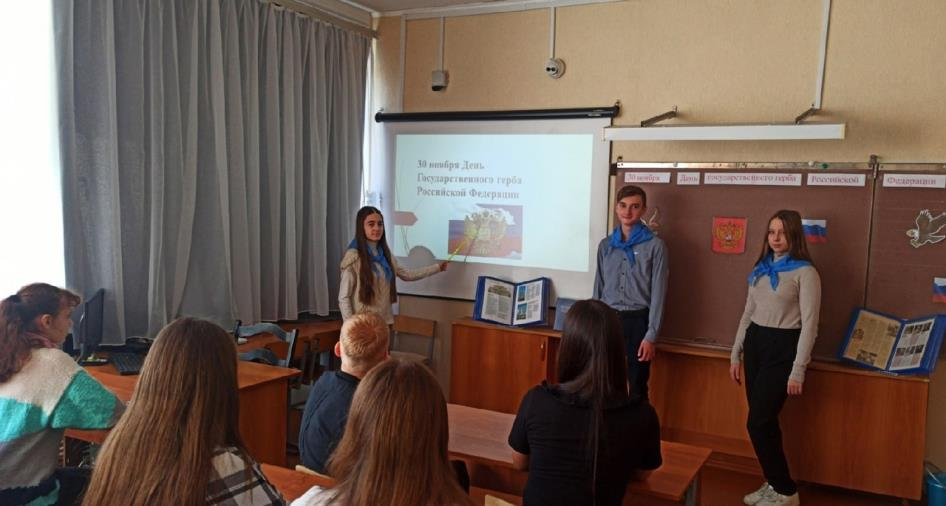 30 ноября День
Государственного герба
Российской Федерации
30 ноября День государственного герба Российской Федерации